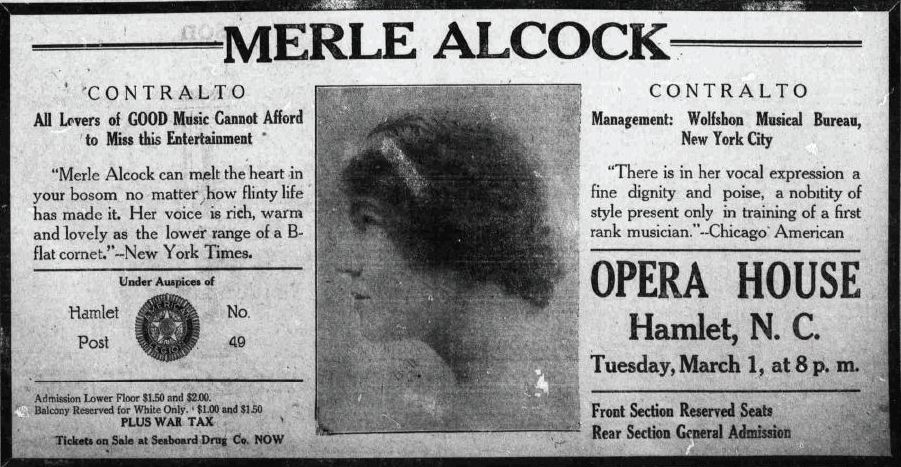 MERLE ALCOCK
CONTRALTO
All Lovers of GOOD Music Cannot Afford
to Miss this Entertainment
"Merle Alcock can melt the heart in
your bosom no matter how flinty life
has made it. Her voice is rich, warm
and lovely as the lower range of a B-
flat cornet."--New York Times.
Under Auspices of
Hamlet No.
AMERICAN
LEGION
Post 49
Admission Lower Floor $1.50 and $2.00.
Balcony Reserved for White Only. $1.00 and $1.50
PLUS WAR TAX
Tickets on Sale at Seaboard Drug Co. NOW
CONTRALTO
Management: Wolfshon Musical Bureau,
New York City
"There is in her vocal expression a
fine dignity and poise, a nobitity of
style present only in training of a first
rank musician."--Chicago American
OPERA HOUSE
Hamlet, N. C.
Tuesday, March 1, at 8 p. m.
Front Section Reserved Seats
Rear Section General Admission